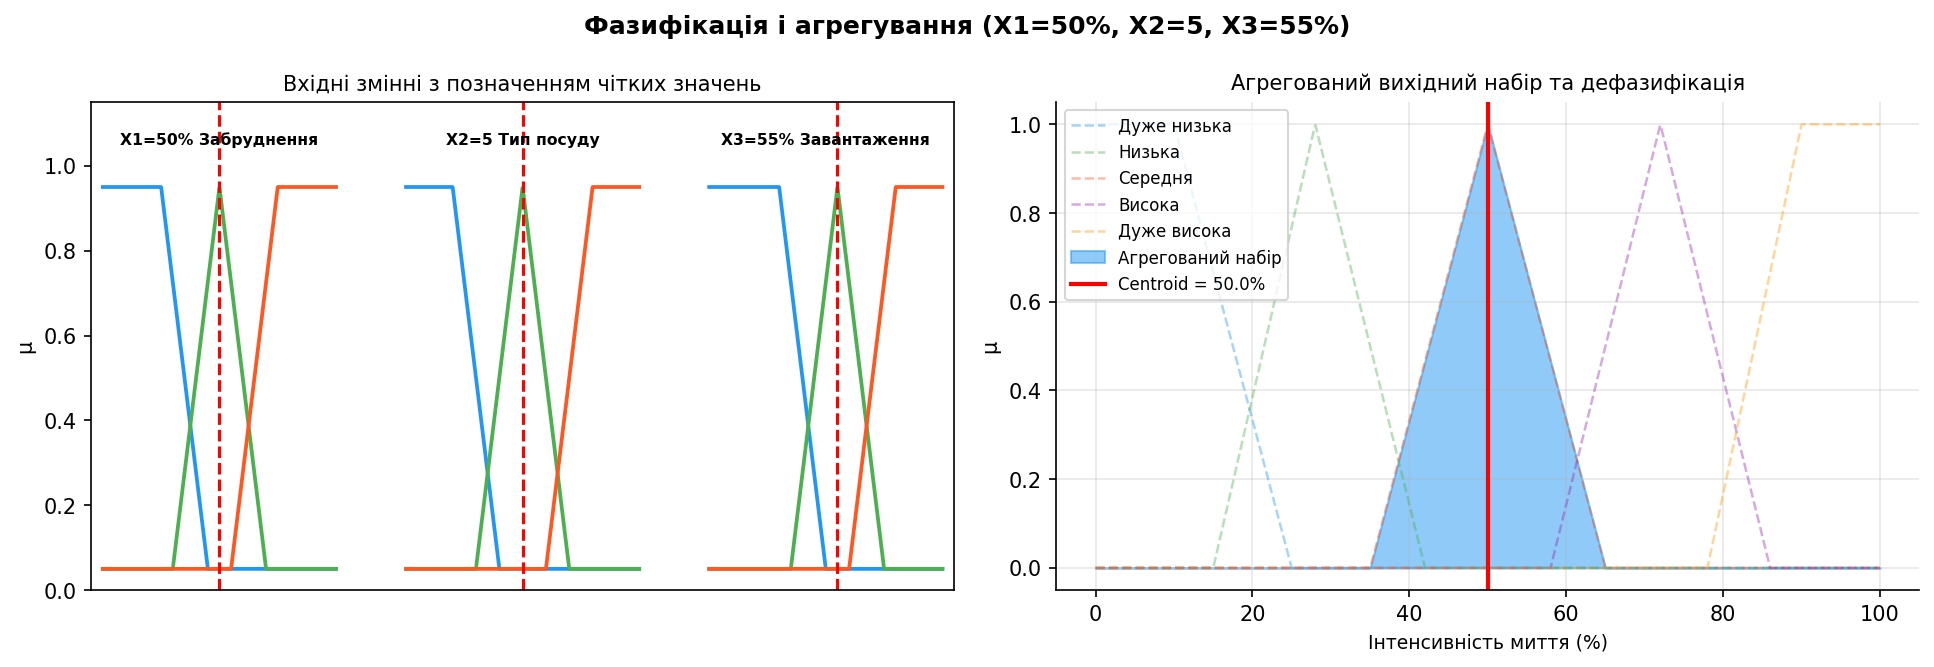 Фазифікація і агрегування (X1=50%, X2=5, X3=55%)
Вхідні змінні з позначенням чітких значень
X1=50% Забруднення
X2=5 Тип посуду
X3=55% Завантаження
μ
1.0
0.8
0.6
0.4
0.2
0.0
Агрегований вихідний набір та дефазифікація
Дуже низька
Низька
Середня
Висока
Дуже висока
Агрегований набір
Centroid = 50.0%
μ
1.0
0.8
0.6
0.4
0.2
0.0
0 20 40 60 80 100
Інтенсивність миття (%)